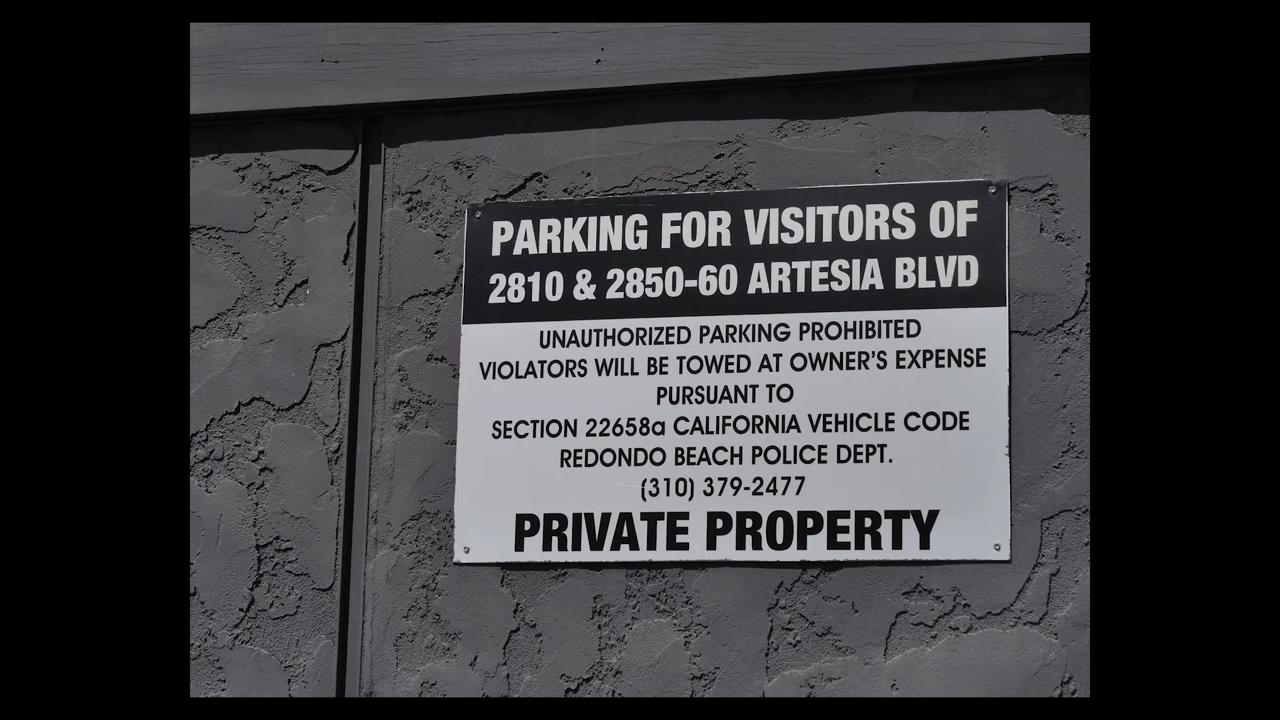 PARKING FOR VISITORS OF
2810 & 2850-60 ARTESIA BLVD
UNAUTHORIZED PARKING PROHIBITED
VIOLATORS WILL BE TOWED AT OWNER'S EXPENSE
PURSUANT TO
SECTION 22658a CALIFORNIA VEHICLE CODE
REDONDO BEACH POLICE DEPT.
(310) 379-2477
PRIVATE PROPERTY